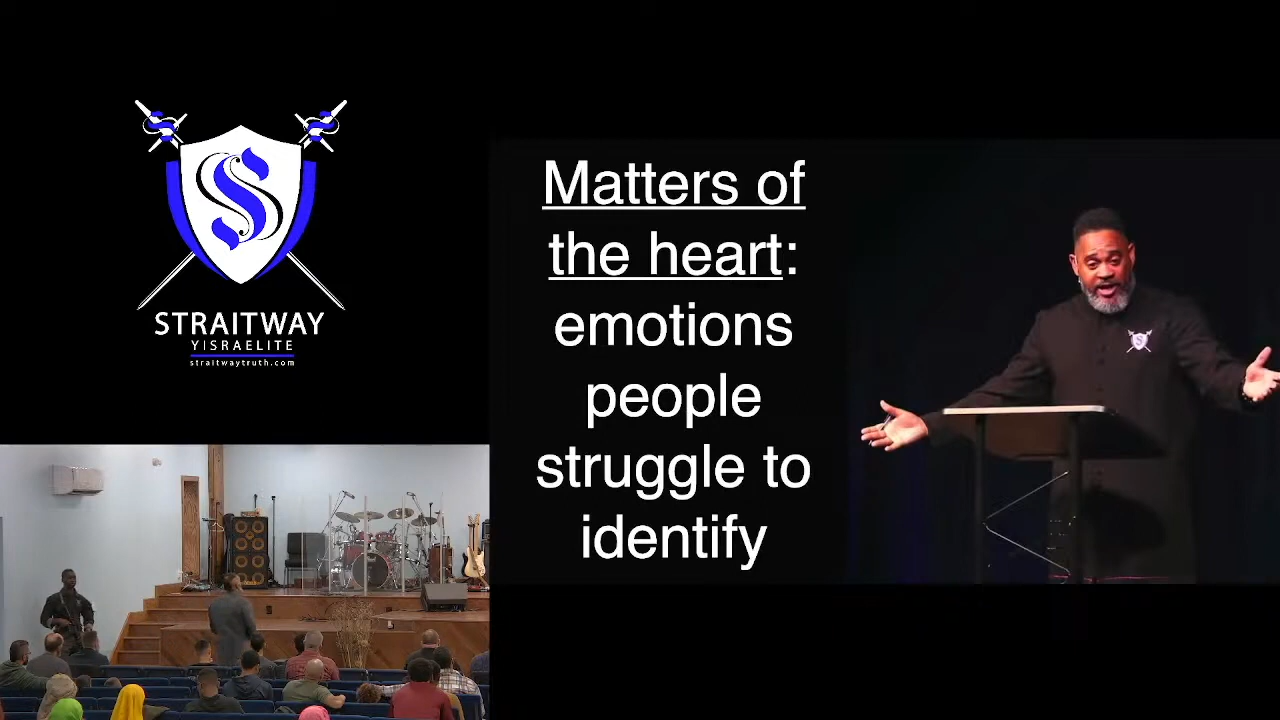 S
STRAITWAY
YISRAELITE
straitwaytruth.com
Matters of
the heart:
emotions
people
struggle to
identify